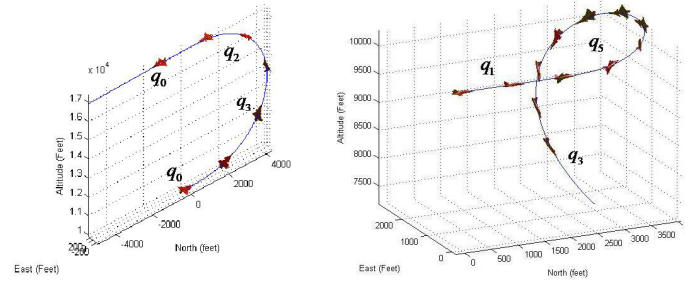 x 10⁴
1.7
1.6
1.5
1.4
1.3
1.2
1.1
1
Altitude (Feet)
q0
q2
q3
q0
-4000
-2000
0
2000
4000
North (feet)
East (Feet)
10000
9500
9000
8500
8000
7500
Altitude (Feet)
q1
q5
q3
2000
1000
0
0
500
1000
1500
2000
2500
3000
3500
North (feet)
East (Feet)